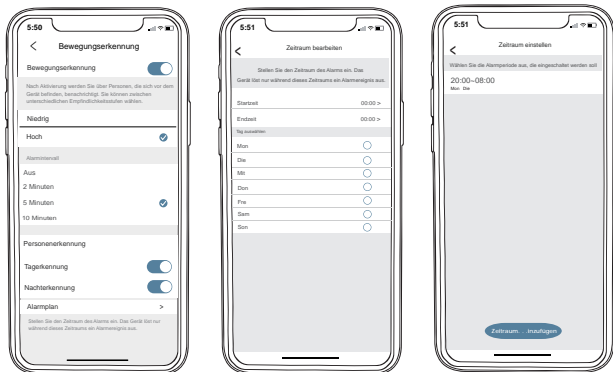 5:50
Bewegungserkennung
Bewegungserkennung
Nach Aktivierung werden Sie über Personen, die sich vor dem
Gerät befinden, benachrichtigt. Sie können zwischen
unterschiedlichen Empfindlichkeitsstufen wählen.
Niedrig
Hoch
Alarmintervall
Aus
2 Minuten
5 Minuten
10 Minuten
Personenerkennung
Tagerkennung
Nachterkennung
Alarmplan >
Stellen Sie den Zeitraum des Alarms ein. Das Gerät löst nur
während dieses Zeitraums ein Alarmereignis aus.
5:51
Zeitraum bearbeiten
Stellen Sie den Zeitraum des Alarms ein. Das
Gerät löst nur während dieses Zeitraums ein Alarmereignis aus.
Startzeit 00:00 >
Endzeit 00:00 >
Tag auswählen
Mon
Die
Mit
Don
Fre
Sam
Son
5:51
Zeitraum einstellen
Wählen Sie die Alarmperiode aus, die eingeschaltet werden soll
20:00~08:00
Mon Die
Zeitraum. . . inzufügen